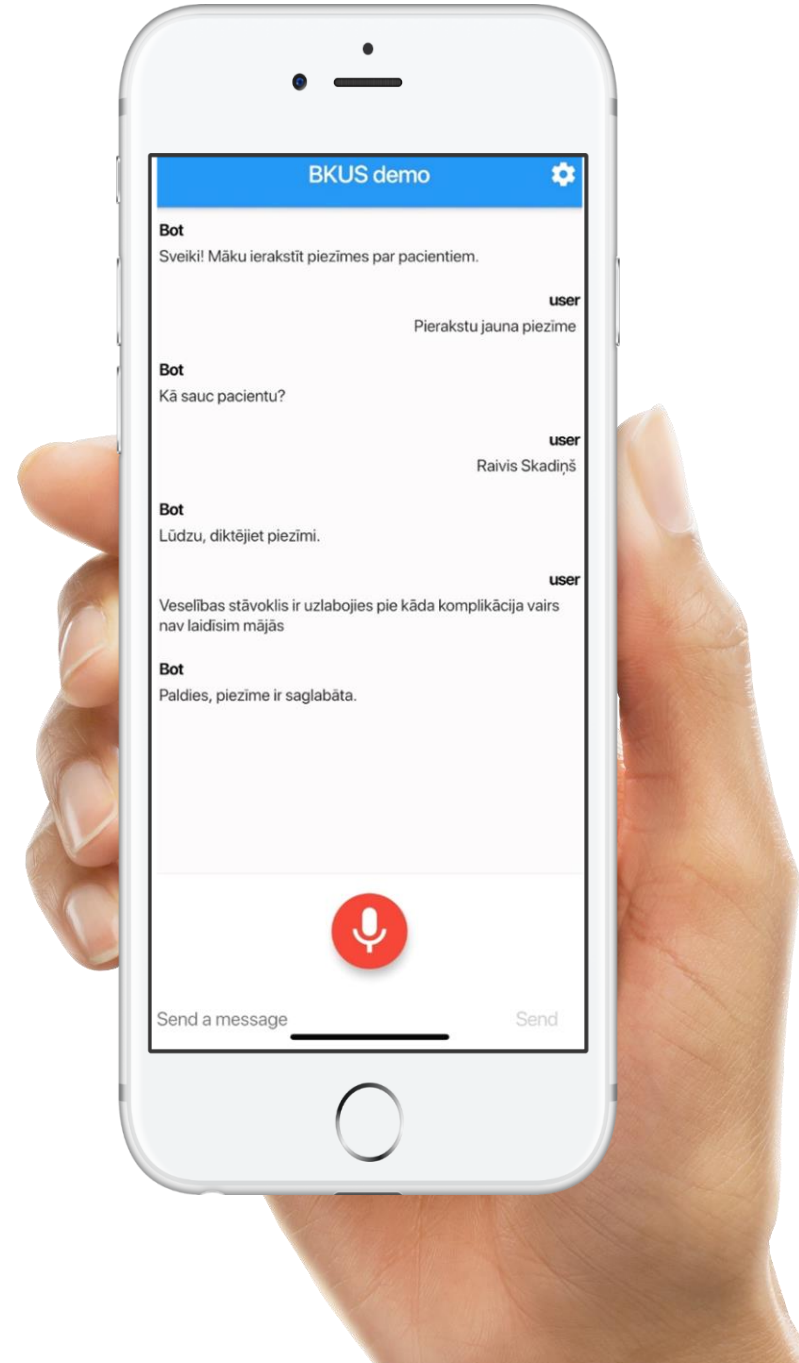 BKUS demo
Bot
Sveiki! Māku ierakstīt piezīmes par pacientiem.
user
Pierakstu jauna piezīme
Bot
Kā sauc pacientu?
user
Raivis Skadiņš
Bot
Lūdzu, diktējiet piezīmi.
user
Veselības stāvoklis ir uzlabojies pie kāda komplikācija vairs
nav laidīsim mājās
Bot
Paldies, piezīme ir saglabāta.
Send a message
Send